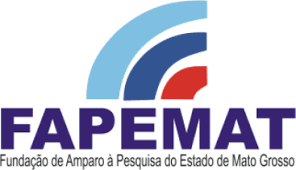 FAPEMAT
Fundação de Amparo à Pesquisa do Estado de Mato Grosso